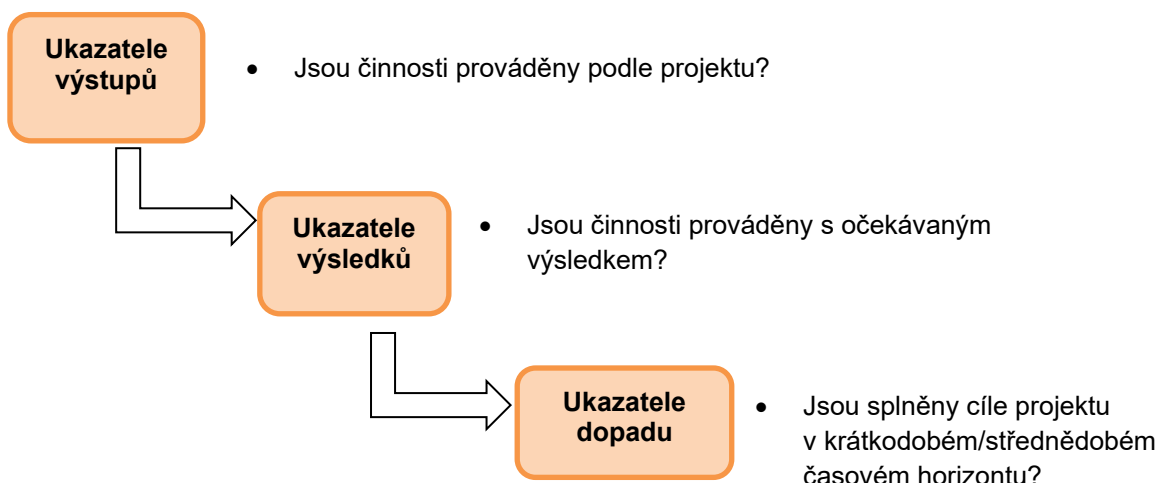 Ukazatele
výstupů
• Jsou činnosti prováděny podle projektu?
Ukazatele
výsledků
• Jsou činnosti prováděny s očekávaným
výsledkem?
Ukazatele
dopadu
• Jsou splněny cíle projektu
v krátkodobém/střednědobém
časovém horizontu?